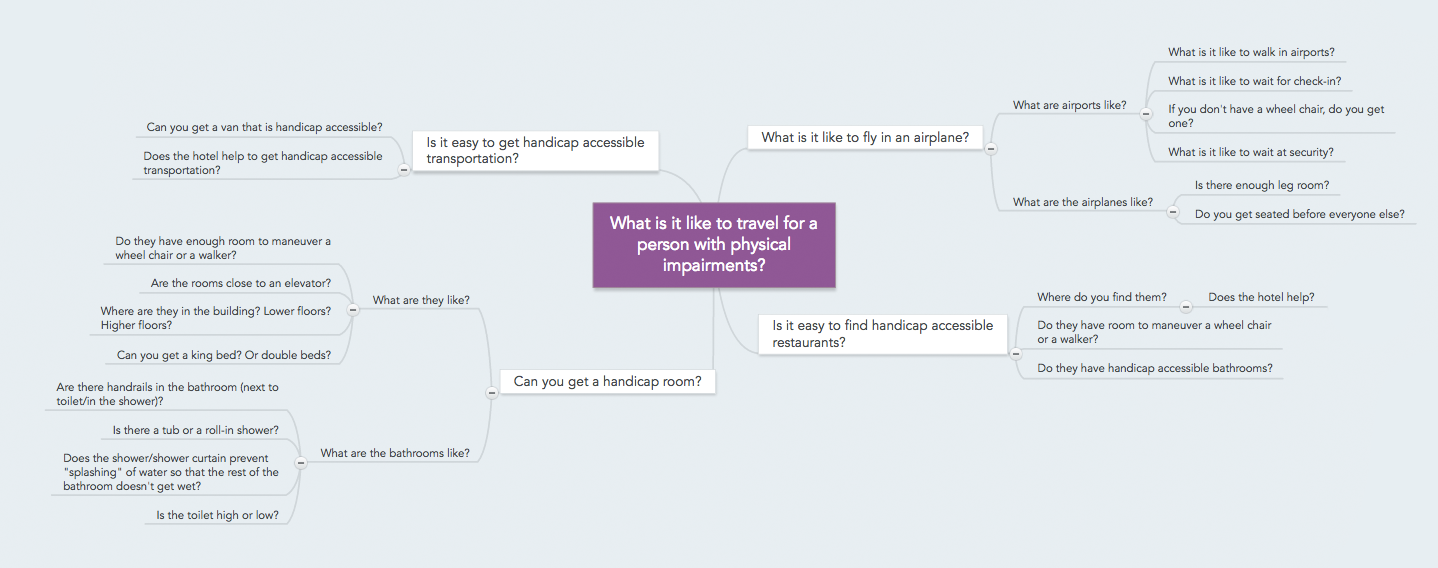 What is it like to travel for a
person with physical
impairments?
What is it like to fly in an airplane?
What are airports like?
What is it like to walk in airports?
What is it like to wait for check-in?
If you don't have a wheel chair, do you get
one?
What is it like to wait at security?
What are the airplanes like?
Is there enough leg room?
Do you get seated before everyone else?
Is it easy to find handicap accessible
restaurants?
Where do you find them?
Does the hotel help?
Do they have room to maneuver a wheel chair
or a walker?
Do they have handicap accessible bathrooms?
Is it easy to get handicap accessible
transportation?
Can you get a van that is handicap accessible?
Does the hotel help to get handicap accessible
transportation?
Can you get a handicap room?
What are they like?
Do they have enough room to maneuver a
wheel chair or a walker?
Are the rooms close to an elevator?
Where are they in the building? Lower floors?
Higher floors?
Can you get a king bed? Or double beds?
What are the bathrooms like?
Are there handrails in the bathroom (next to
toilet/in the shower)?
Is there a tub or a roll-in shower?
Does the shower/shower curtain prevent
"splashing" of water so that the rest of the
bathroom doesn't get wet?
Is the toilet high or low?